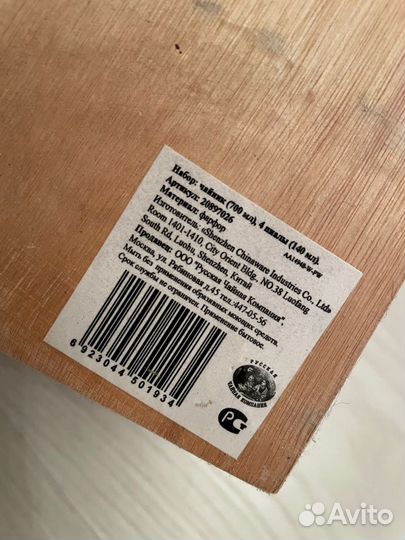 Набор: чайник (700 мл), 4 пиалы (140 мл).
Артикул: 20897026
Материал: фарфор
Изготовитель: «Shenzhen Chinaware Industries Co., Ltd»
Room 1401-1410, City Orient Bldg., NO.38 Luofang
South Rd, Luohu, Shenzhen, Китай
Продавец: ООО "Русская Чайная Компания",
Москва, ул. Рябиновая д.45 тел.:447-05-56
Мыть без применения образивных моющих средств.
Срок службы не ограничен. Применение бытовое.
6 923044 501934
РУССКАЯ
ЧАЙНАЯ КОМПАНИЯ
РСТ
Avito